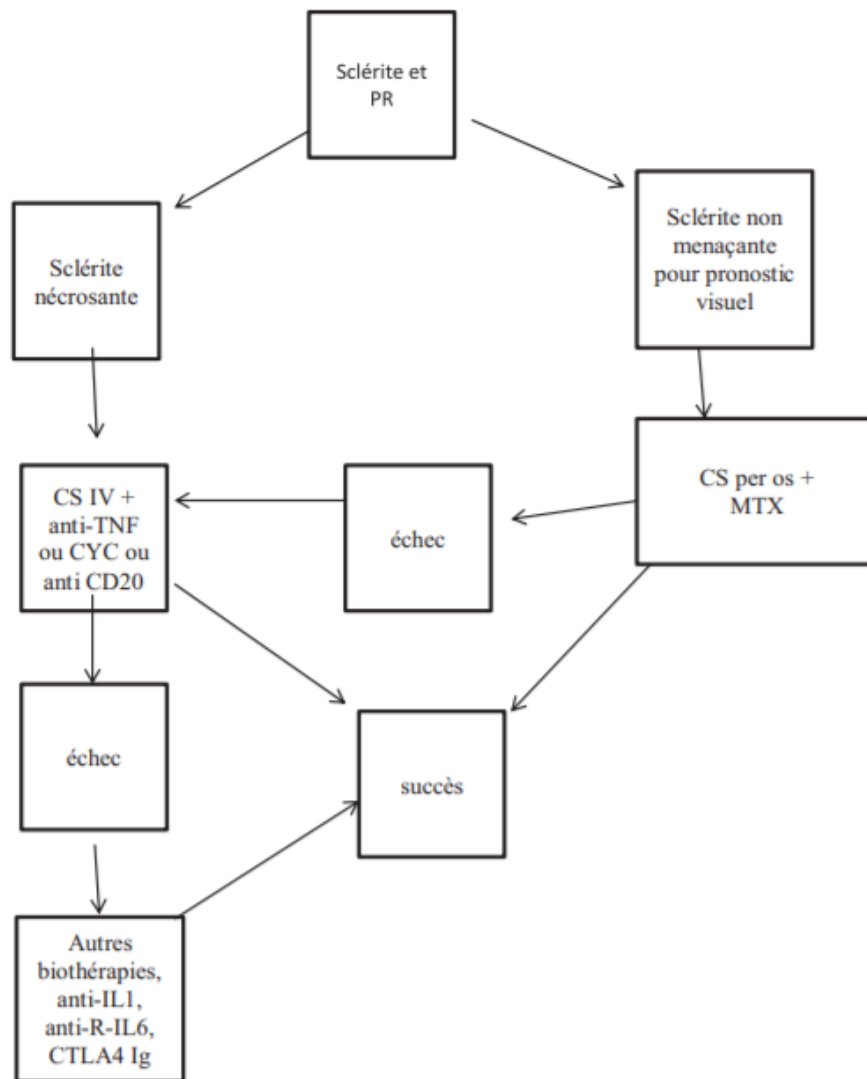 Sclérite et
PR
Sclérite
nécrosante
Sclérite non
menaçante
pour pronostic
visuel
CS IV +
anti-TNF
ou CYC ou
anti CD20
échec
CS per os +
MTX
échec
succès
Autres
biothérapies,
anti-IL1,
anti-R-IL6,
CTLA4 Ig